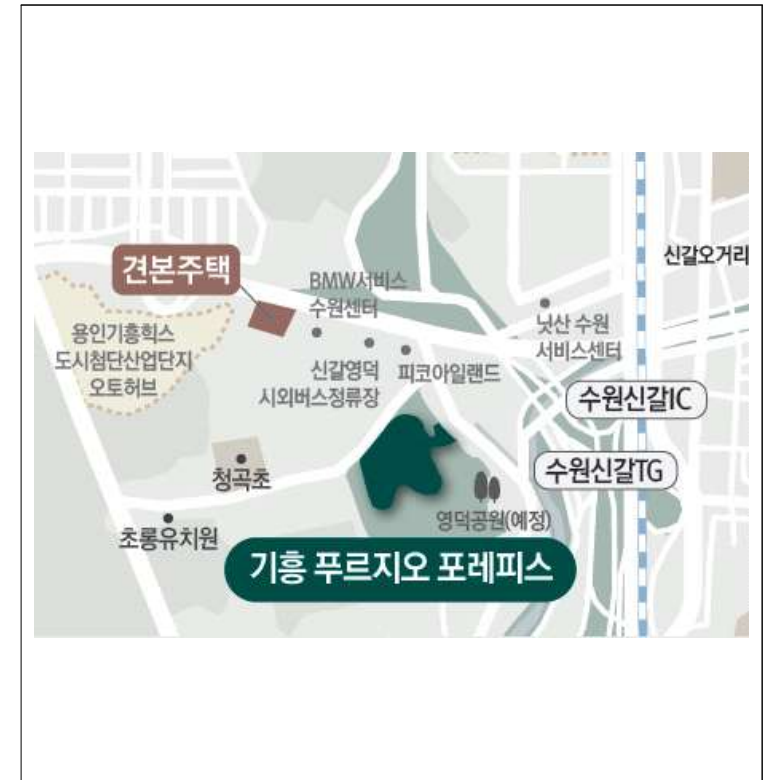 신갈오거리
견본주택
BMW서비스
수원센터
용인기흥힉스
도시첨단산업단지
오토허브
닛산 수원
서비스센터
신갈영덕
시외버스정류장
피코아일랜드
수원신갈IC
청곡초
수원신갈TG
영덕공원(예정)
초롱유치원
기흥 푸르지오 포레피스